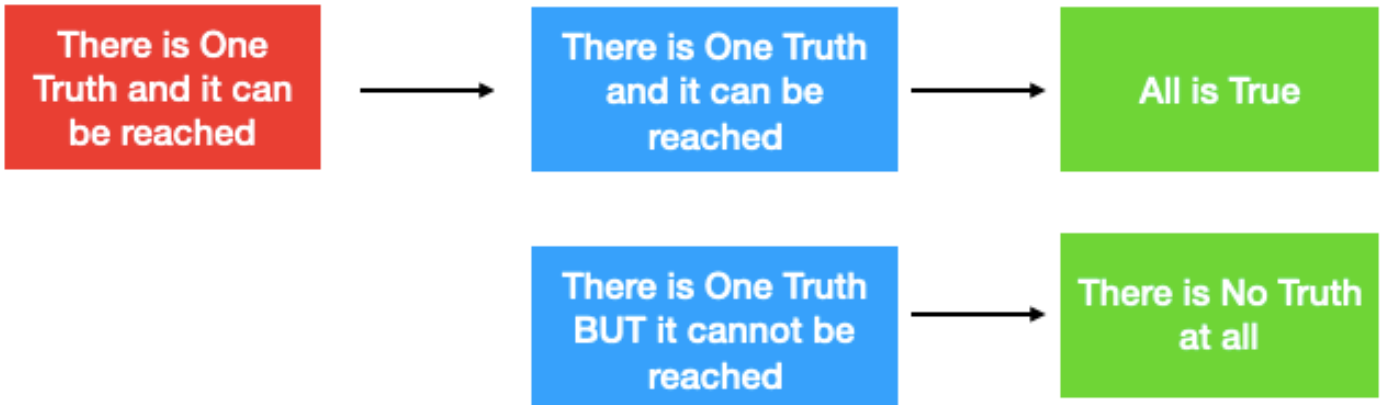 There is One
Truth and it can
be reached
There is One Truth
and it can be
reached
All is True
There is One Truth
BUT it cannot be
reached
There is No Truth
at all